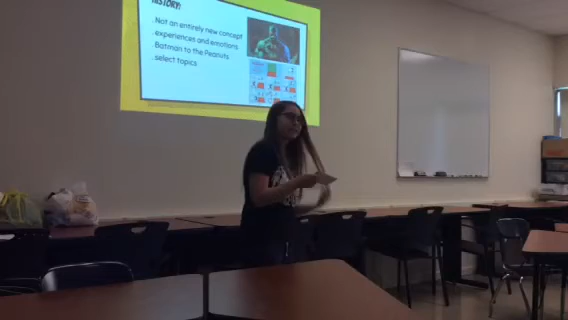 HISTORY:
. Not an entirely new concept
. experiences and emotions
. Batman to the Peanuts
. select topics